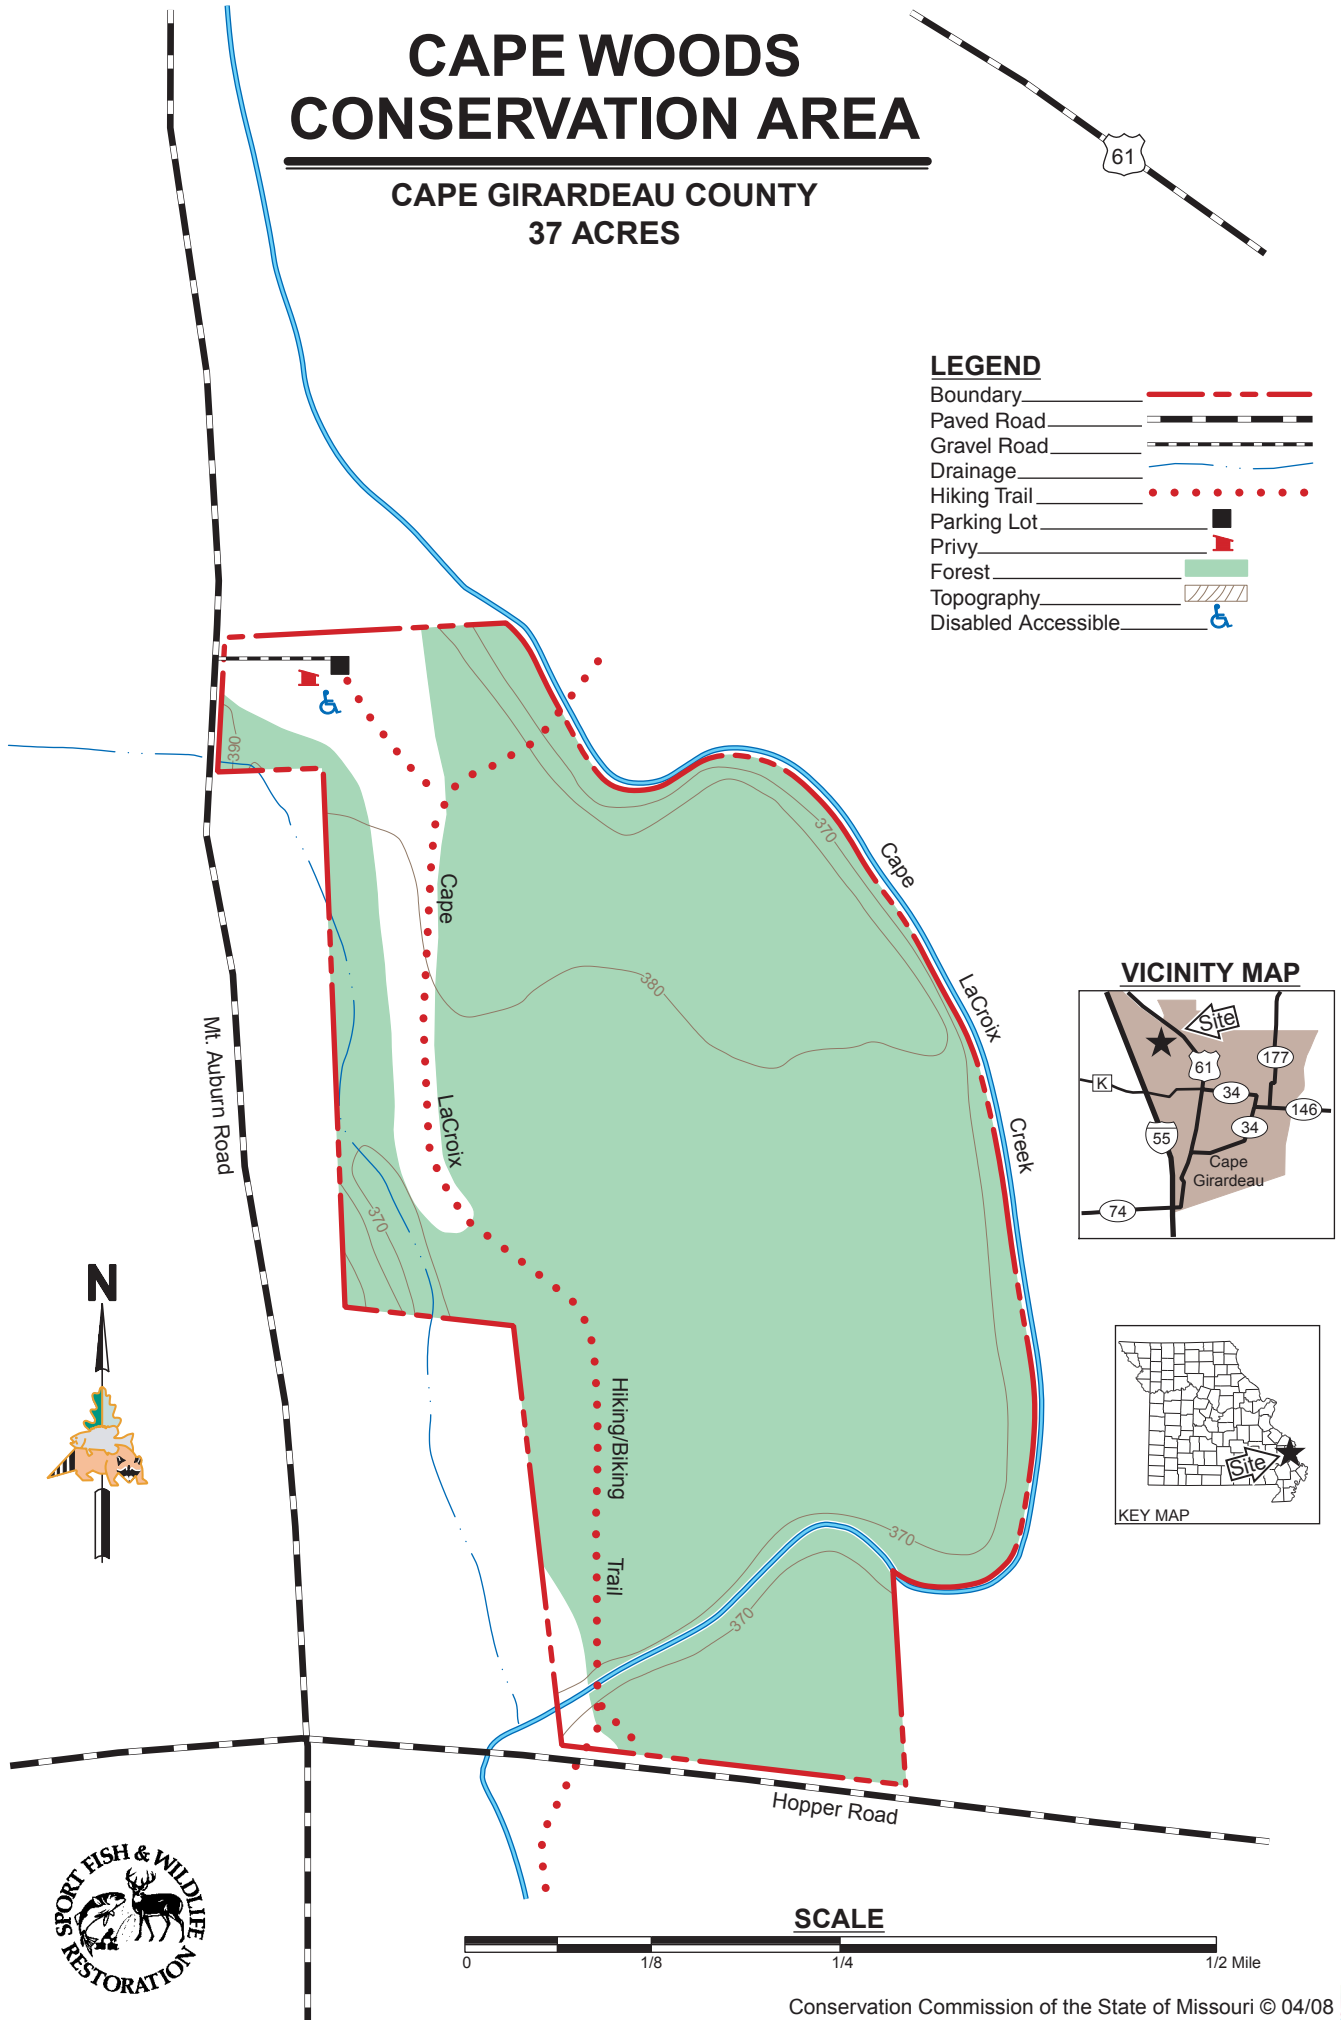 CAPE WOODS
CONSERVATION AREA
CAPE GIRARDEAU COUNTY
37 ACRES
61
LEGEND
Boundary
Paved Road
Gravel Road
Drainage
Hiking Trail
Parking Lot
Privy
Forest
Topography
Disabled Accessible
390
370
380
370
370
370
Cape
LaCroix
Hiking/Biking
Trail
Cape
LaCroix
Creek
Mt. Auburn Road
Hopper Road
VICINITY MAP
Site
61
177
K
34
146
55
34
Cape
Girardeau
74
N
Site
KEY MAP
SPORT FISH & WILDLIFE
RESTORATION
SCALE
0 1/8 1/4 1/2 Mile
Conservation Commission of the State of Missouri © 04/08